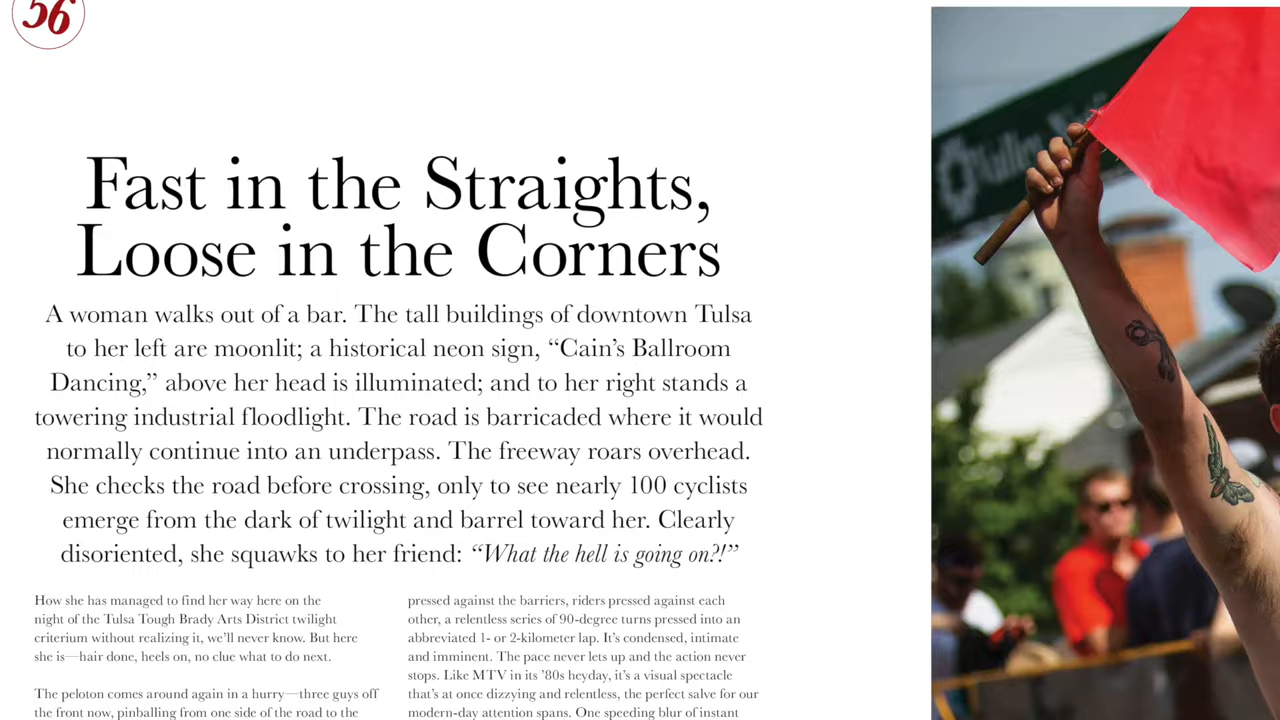 56
Fast in the Straights,
Loose in the Corners
A woman walks out of a bar. The tall buildings of downtown Tulsa
to her left are moonlit; a historical neon sign, “Cain’s Ballroom
Dancing,” above her head is illuminated; and to her right stands a
towering industrial floodlight. The road is barricaded where it would
normally continue into an underpass. The freeway roars overhead.
She checks the road before crossing, only to see nearly 100 cyclists
emerge from the dark of twilight and barrel toward her. Clearly
disoriented, she squawks to her friend: “What the hell is going on?!”
How she has managed to find her way here on the
night of the Tulsa Tough Brady Arts District twilight
criterium without realizing it, we’ll never know. But here
she is—hair done, heels on, no clue what to do next.
The peloton comes around again in a hurry—three guys off
the front now, pinballing from one side of the road to the
pressed against the barriers, riders pressed against each
other, a relentless series of 90-degree turns pressed into an
abbreviated 1- or 2-kilometer lap. It’s condensed, intimate
and imminent. The pace never lets up and the action never
stops. Like MTV in its ’80s heyday, it’s a visual spectacle
that’s at once dizzying and relentless, the perfect salve for our
modern-day attention spans. One speeding blur of instant